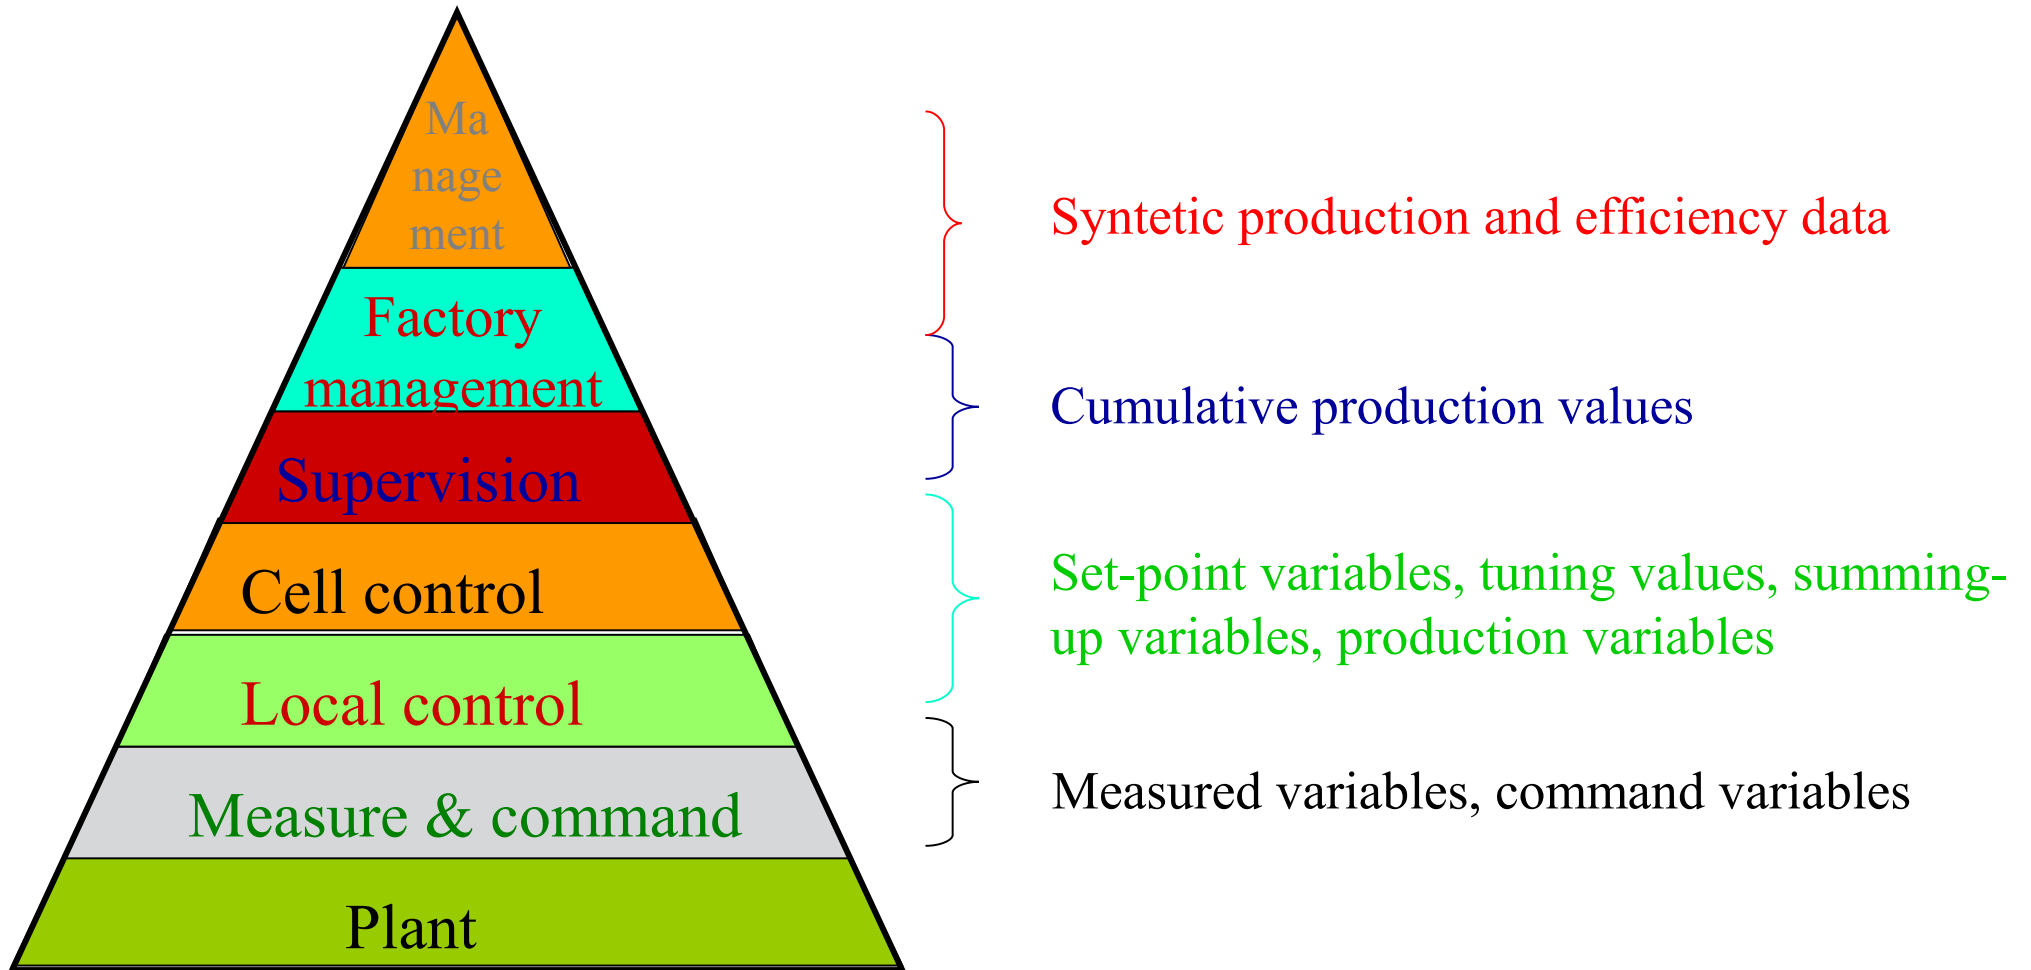 Ma
nage
ment
Syntetic production and efficiency data
Factory
management
Cumulative production values
Supervision
Cell control
Set-point variables, tuning values, summing-
up variables, production variables
Local control
Measure & command
Measured variables, command variables
Plant